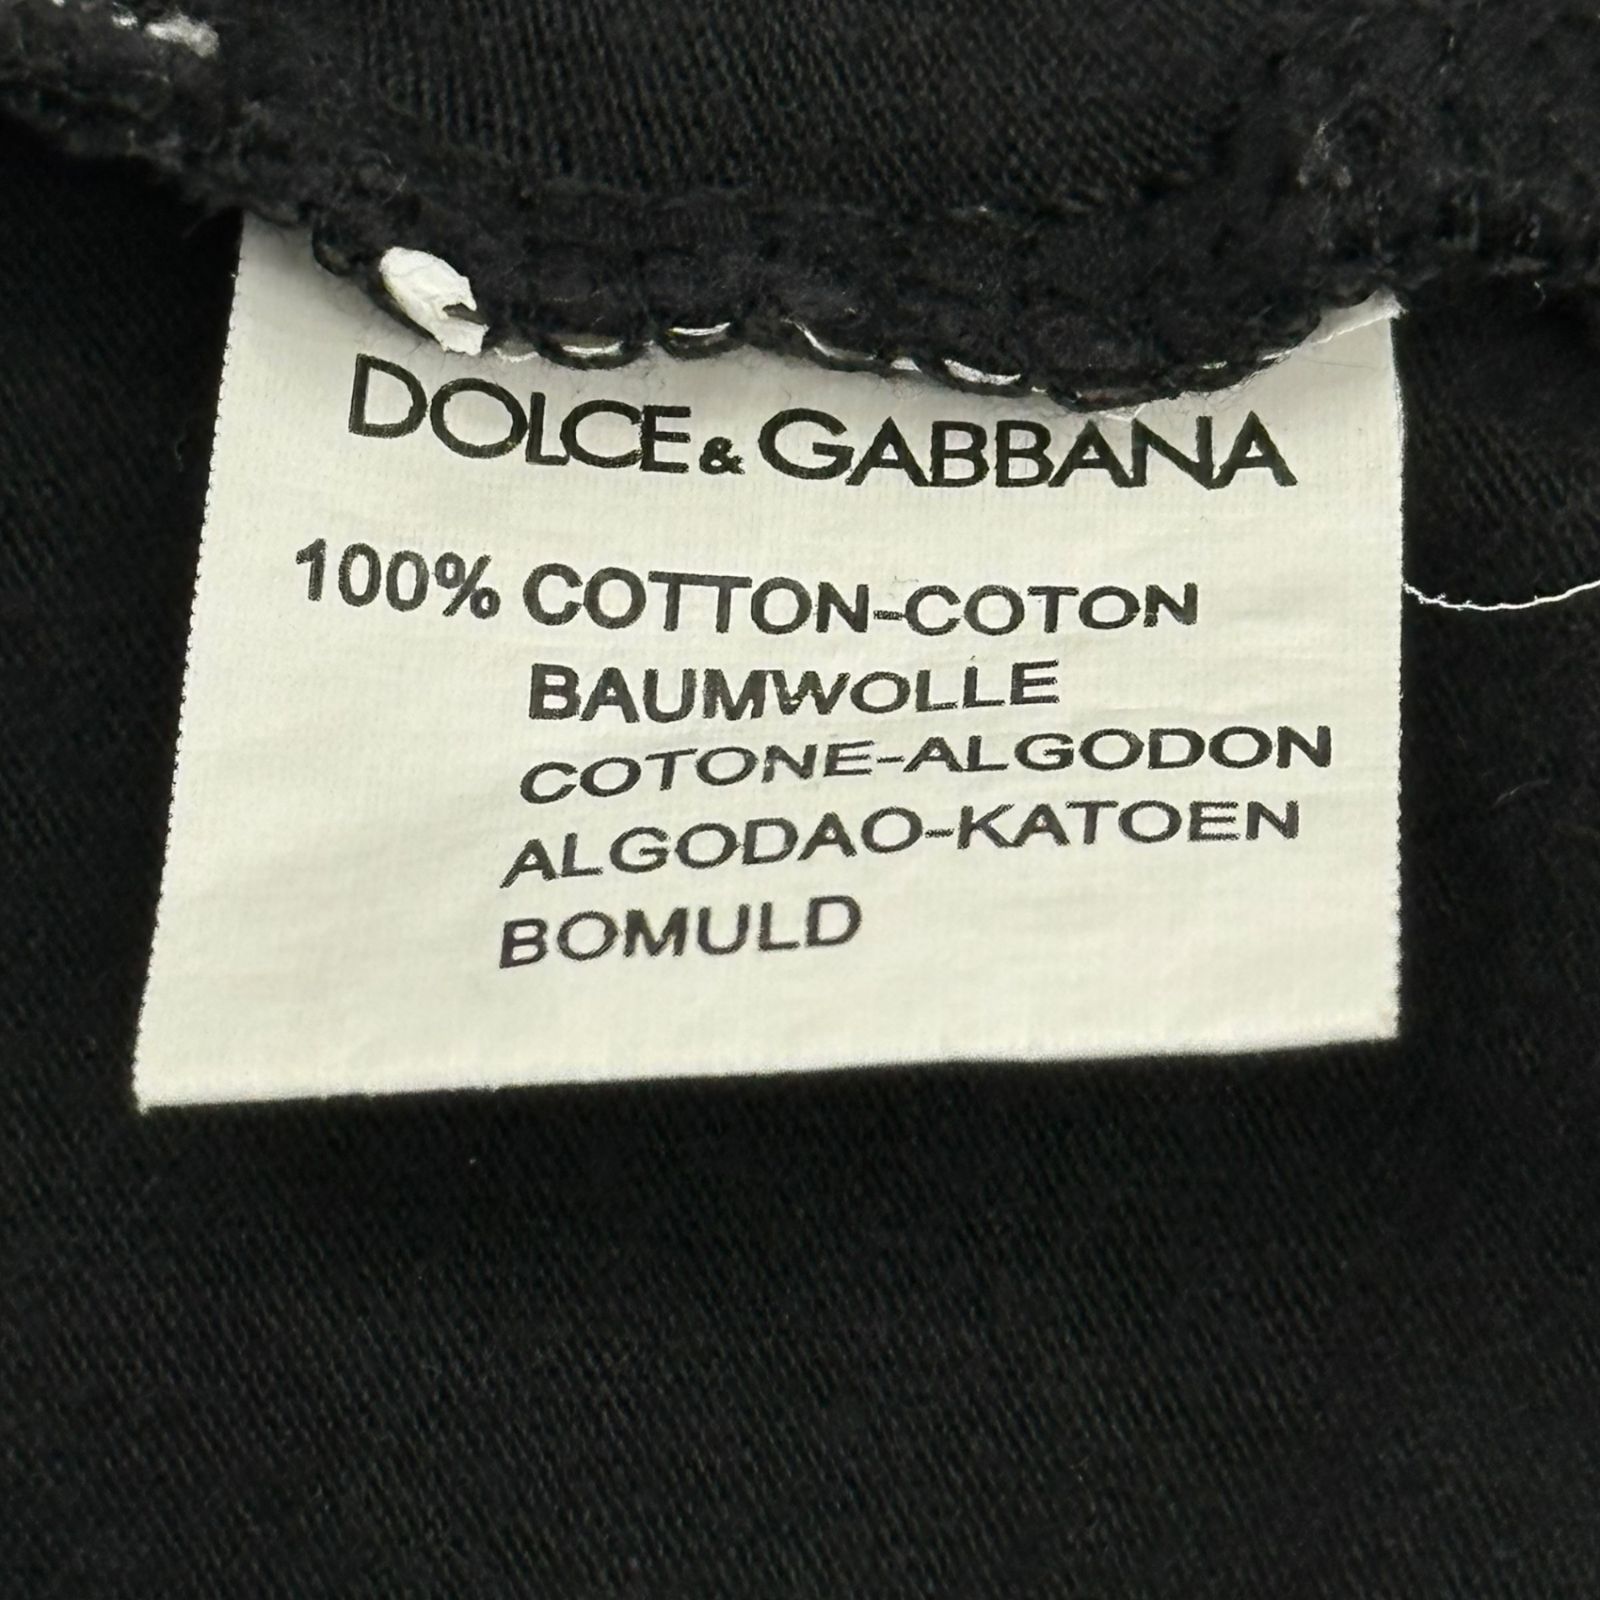 DOLCE&GABBANA
100% COTTON-COTON
BAUMWOLLE
COTONE-ALGODON
ALGODAO-KATOEN
BOMULD